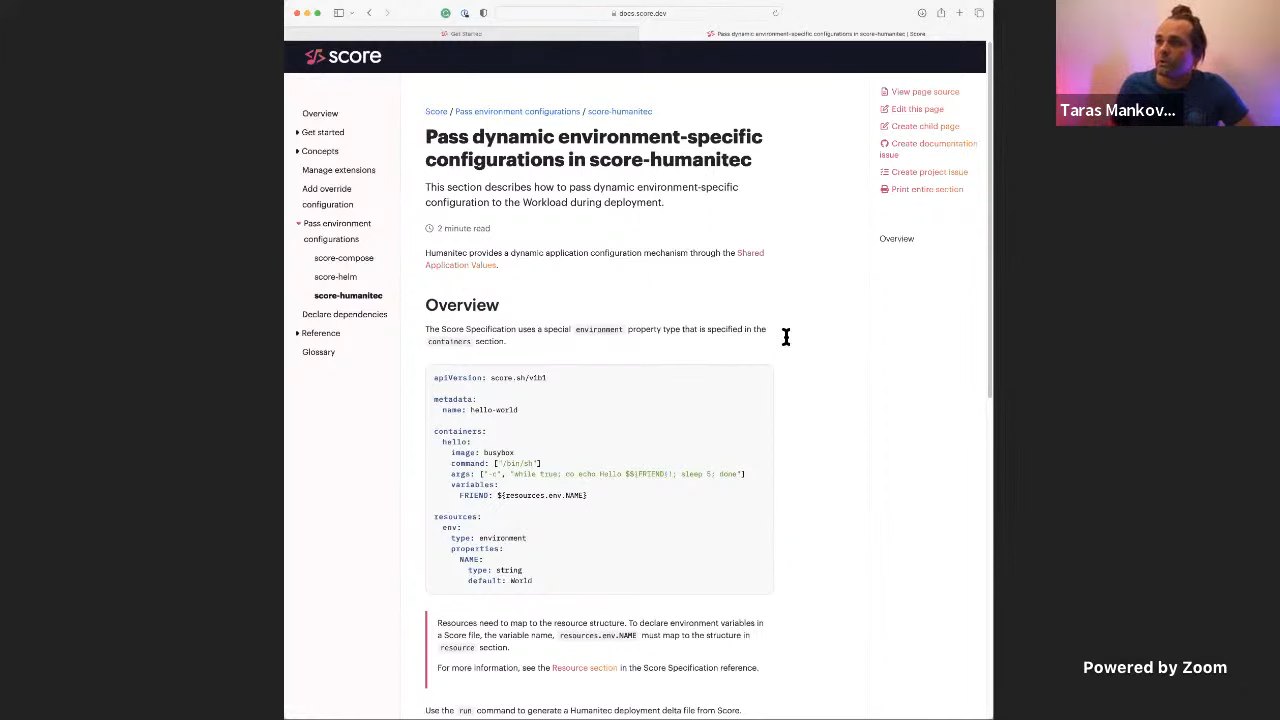 docs.score.dev
Get Started
Pass dynamic environment-specific configurations in score-humanitec | Score...
score
Overview
Get started
Concepts
Manage extensions
Add override
configuration
Pass environment
configurations
score-compose
score-helm
score-humanitec
Declare dependencies
Reference
Glossary
Score / Pass environment configurations / score-humanitec
Pass dynamic environment-specific
configurations in score-humanitec
This section describes how to pass dynamic environment-specific
configuration to the Workload during deployment.
2 minute read
Humanitec provides a dynamic application configuration mechanism through the Shared
Application Values.
Overview
The Score Specification uses a special environment property type that is specified in the
containers section.
apiVersion: score.sh/v1b1
metadata:
name: hello-world
containers:
hello:
image: busybox
command: ["/bin/sh"]
args: ["-c", "while true; do echo Hello $${FRIEND}!; sleep 5; done"]
variables:
FRIEND: ${resources.env.NAME}
resources:
env:
type: environment
properties:
NAME:
type: string
default: World
Resources need to map to the resource structure. To declare environment variables in
a Score file, the variable name, resources.env.NAME must map to the structure in
resource section.
For more information, see the Resource section in the Score Specification reference.
Use the run command to generate a Humanitec deployment delta file from Score.
View page source
Edit this page
Create child page
Create documentation
issue
Create project issue
Print entire section
Overview
Taras Mankov...
Powered by Zoom